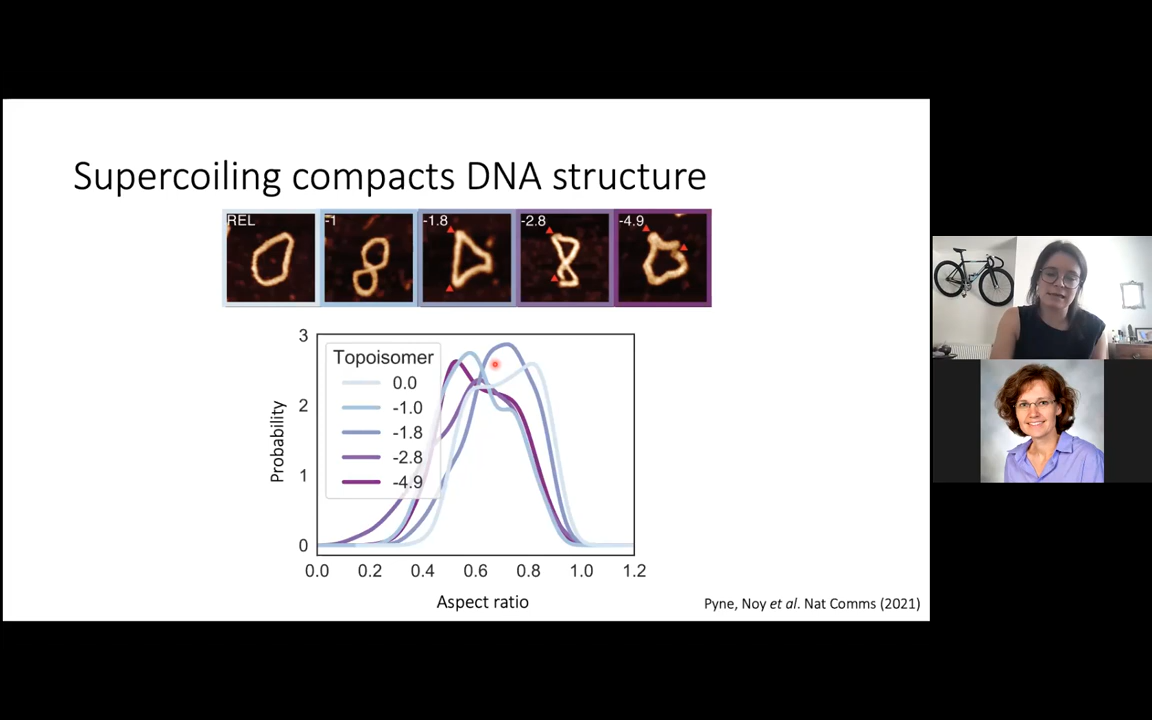 Supercoiling compacts DNA structure
REL
-1
-1.8
-2.8
-4.9
3
2
1
0
Probability
Topoisomer
0.0
-1.0
-1.8
-2.8
-4.9
0.0 0.2 0.4 0.6 0.8 1.0 1.2
Aspect ratio
Pyne, Noy et al. Nat Comms (2021)